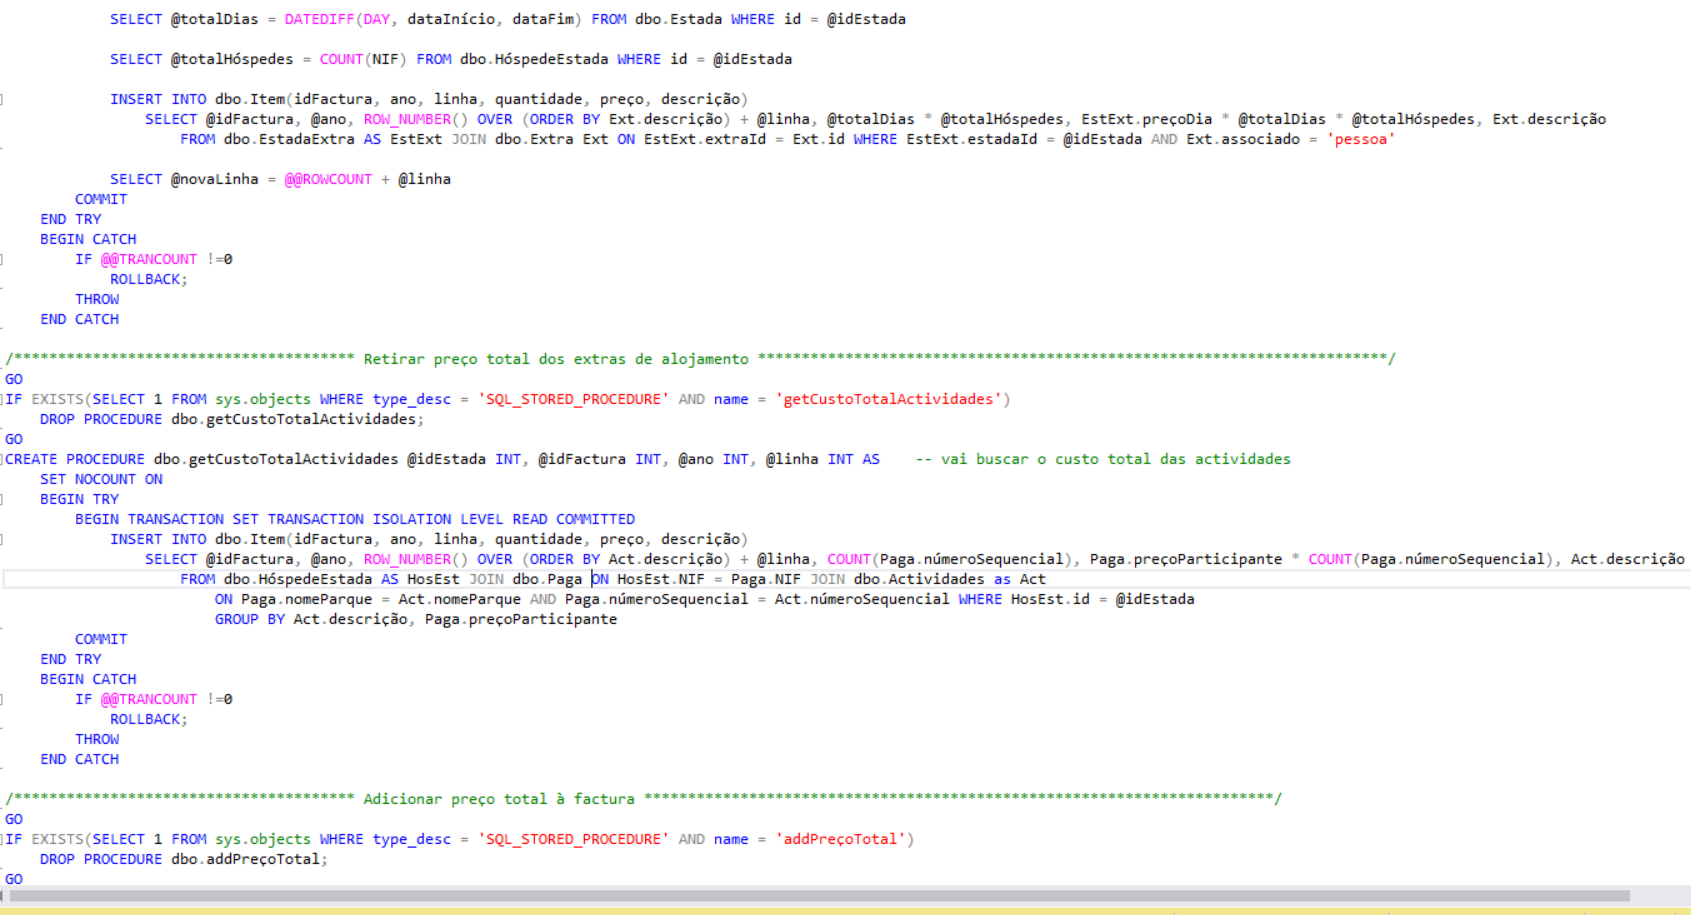 SELECT @totalDias = DATEDIFF(DAY, dataInício, dataFim) FROM dbo.Estada WHERE id = @idEstada
SELECT @totalHóspedes = COUNT(NIF) FROM dbo.HóspedeEstada WHERE id = @idEstada
INSERT INTO dbo.Item(idFactura, ano, linha, quantidade, preço, descrição)
SELECT @idFactura, @ano, ROW_NUMBER() OVER (ORDER BY Ext.descrição) + @linha, @totalDias * @totalHóspedes, EstExt.preçoDia * @totalDias * @totalHóspedes, Ext.descrição
FROM dbo.EstadaExtra AS EstExt JOIN dbo.Extra Ext ON EstExt.extraId = Ext.id WHERE EstExt.estadaId = @idEstada AND Ext.associado = 'pessoa'
SELECT @novaLinha = @@ROWCOUNT + @linha
COMMIT
END TRY
BEGIN CATCH
IF @@TRANCOUNT !=0
ROLLBACK;
THROW
END CATCH
/*************************************** Retirar preço total dos extras de alojamento ************************************************************************/
GO
IF EXISTS(SELECT 1 FROM sys.objects WHERE type_desc = 'SQL_STORED_PROCEDURE' AND name = 'getCustoTotalActividades')
DROP PROCEDURE dbo.getCustoTotalActividades;
GO
CREATE PROCEDURE dbo.getCustoTotalActividades @idEstada INT, @idFactura INT, @ano INT, @linha INT AS    -- vai buscar o custo total das actividades
SET NOCOUNT ON
BEGIN TRY
BEGIN TRANSACTION SET TRANSACTION ISOLATION LEVEL READ COMMITTED
INSERT INTO dbo.Item(idFactura, ano, linha, quantidade, preço, descrição)
SELECT @idFactura, @ano, ROW_NUMBER() OVER (ORDER BY Act.descrição) + @linha, COUNT(Paga.númeroSequencial), Paga.preçoParticipante * COUNT(Paga.númeroSequencial), Act.descrição
FROM dbo.HóspedeEstada AS HosEst JOIN dbo.Paga ON HosEst.NIF = Paga.NIF JOIN dbo.Actividades as Act
ON Paga.nomeParque = Act.nomeParque AND Paga.númeroSequencial = Act.númeroSequencial WHERE HosEst.id = @idEstada
GROUP BY Act.descrição, Paga.preçoParticipante
COMMIT
END TRY
BEGIN CATCH
IF @@TRANCOUNT !=0
ROLLBACK;
THROW
END CATCH
/*************************************** Adicionar preço total à factura ************************************************************************/
GO
IF EXISTS(SELECT 1 FROM sys.objects WHERE type_desc = 'SQL_STORED_PROCEDURE' AND name = 'addPreçoTotal')
DROP PROCEDURE dbo.addPreçoTotal;
GO